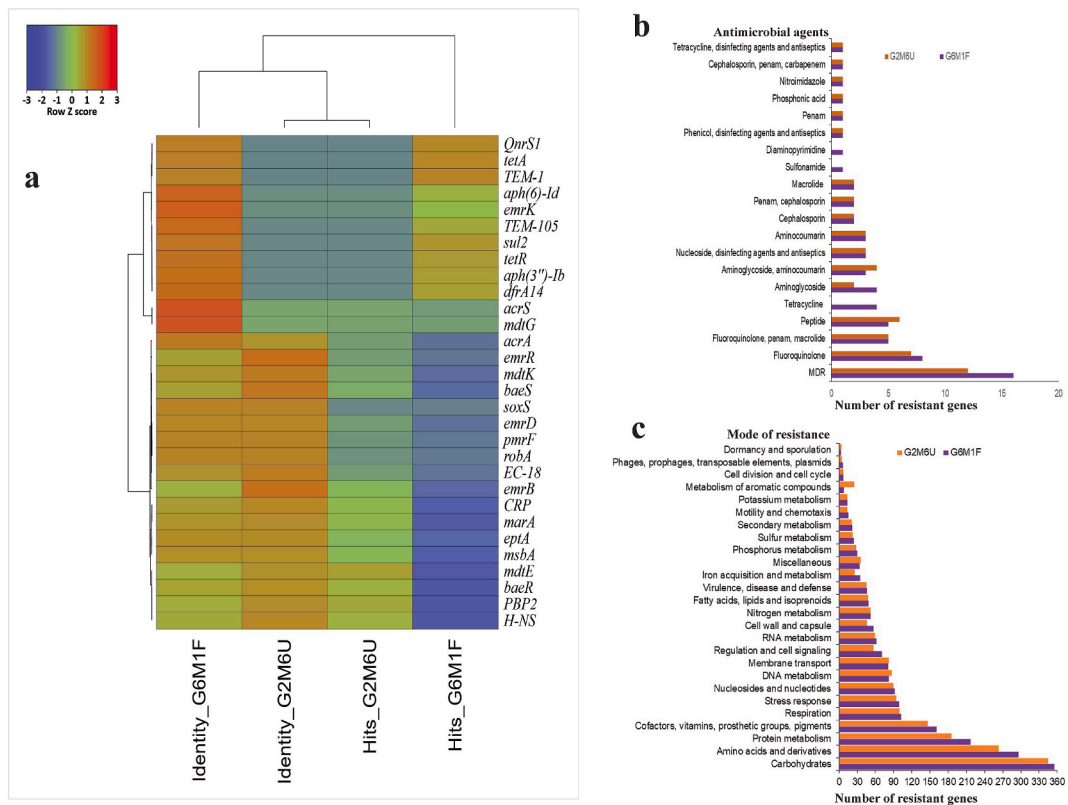 -3 -2 -1 0 1 2 3
Row Z score
a
QnrS1
tetA
TEM-1
aph(6)-Id
emrK
TEM-105
sul2
tetR
aph(3'')-Ib
dfrA14
acrS
mdtG
acrA
emrR
mdtK
baeS
soxS
emrD
pmrF
robA
EC-18
emrB
CRP
marA
eptA
msbA
mdtE
baeR
PBP2
H-NS
Identity_G6M1F
Identity_G2M6U
Hits_G2M6U
Hits_G6M1F
b
Antimicrobial agents
G2M6U G6M1F
Tetracycline, disinfecting agents and antiseptics
Cephalosporin, penam, carbapenem
Nitroimidazole
Phosphonic acid
Penam
Phenicol, disinfecting agents and antiseptics
Diaminopyrimidine
Sulfonamide
Macrolide
Penam, cephalosporin
Cephalosporin
Aminocoumarin
Nucleoside, disinfecting agents and antiseptics
Aminoglycoside, aminocoumarin
Aminoglycoside
Tetracycline
Peptide
Fluoroquinolone, penam, macrolide
Fluoroquinolone
MDR
0 5 10 15 20
Number of resistant genes
c
Mode of resistance
G2M6U G6M1F
Dormancy and sporulation
Phages, prophages, transposable elements, plasmids
Cell division and cell cycle
Metabolism of aromatic compounds
Potassium metabolism
Motility and chemotaxis
Secondary metabolism
Sulfur metabolism
Phosphorus metabolism
Miscellaneous
Iron acquisition and metabolism
Virulence, disease and defense
Fatty acids, lipids and isoprenoids
Nitrogen metabolism
Cell wall and capsule
RNA metabolism
Regulation and cell signaling
Membrane transport
DNA metabolism
Nucleosides and nucleotides
Stress response
Respiration
Cofactors, vitamins, prosthetic groups, pigments
Protein metabolism
Amino acids and derivatives
Carbohydrates
0 30 60 90 120 150 180 210 240 270 300 330 360
Number of resistant genes